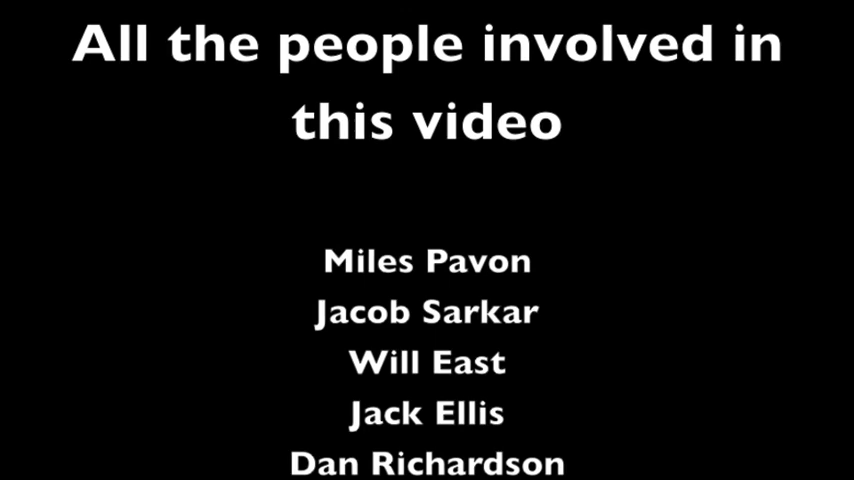 All the people involved in
this video
Miles Pavon
Jacob Sarkar
Will East
Jack Ellis
Dan Richardson